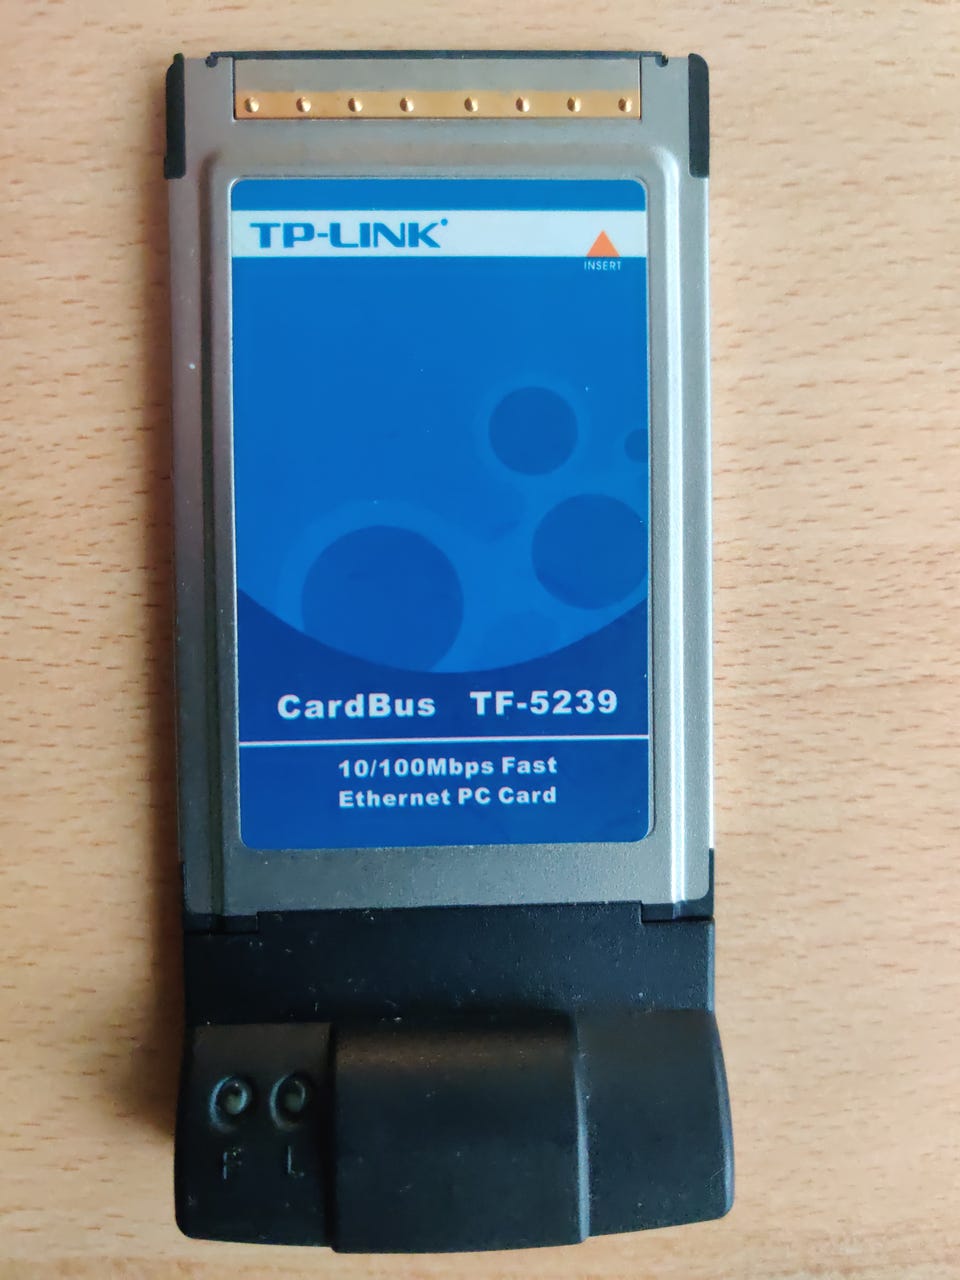 TP-LINK
INSERT
CardBus TF-5239
10/100Mbps Fast
Ethernet PC Card
F L